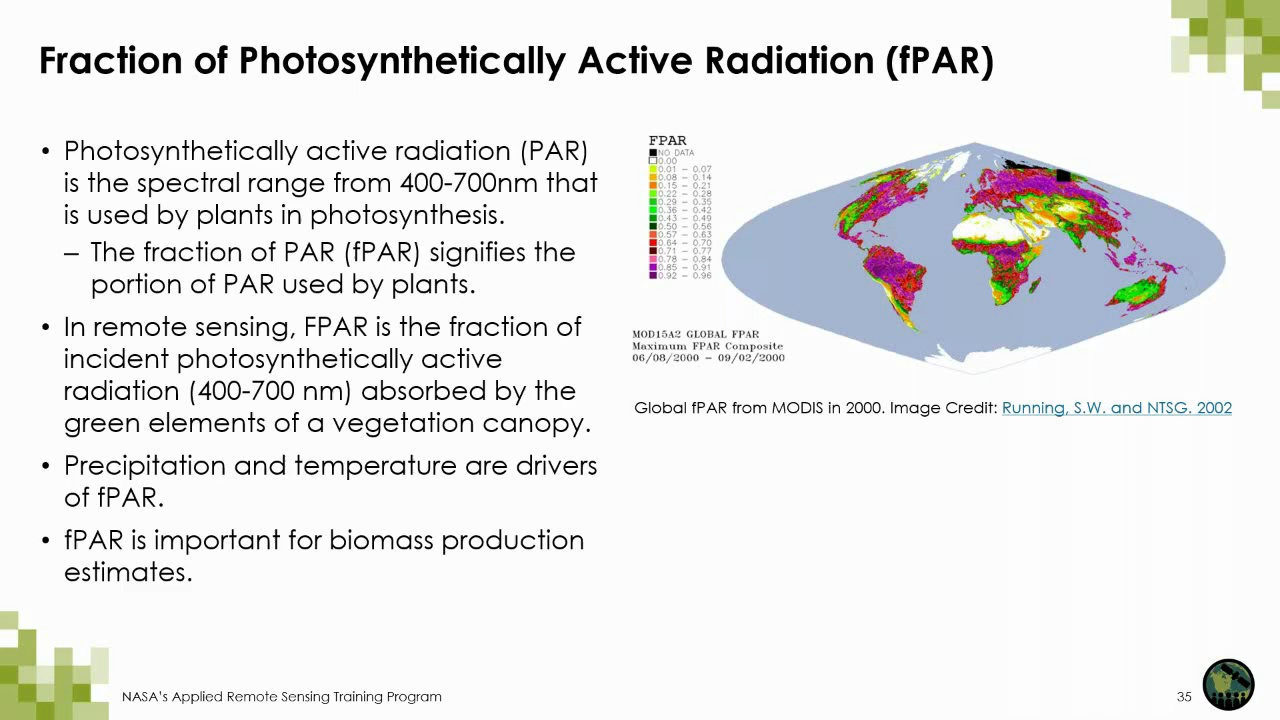 Fraction of Photosynthetically Active Radiation (fPAR)
• Photosynthetically active radiation (PAR)
is the spectral range from 400-700nm that
is used by plants in photosynthesis.
– The fraction of PAR (fPAR) signifies the
portion of PAR used by plants.
• In remote sensing, FPAR is the fraction of
incident photosynthetically active
radiation (400-700 nm) absorbed by the
green elements of a vegetation canopy.
• Precipitation and temperature are drivers
of fPAR.
• fPAR is important for biomass production
estimates.
FPAR
NO DATA
0.00
0.01 – 0.07
0.08 – 0.14
0.15 – 0.21
0.22 – 0.28
0.29 – 0.35
0.36 – 0.42
0.43 – 0.49
0.50 – 0.56
0.57 – 0.63
0.64 – 0.70
0.71 – 0.77
0.78 – 0.84
0.85 – 0.91
0.92 – 0.96
MOD15A2 GLOBAL FPAR
Maximum FPAR Composite
06/08/2000 – 09/02/2000
Global fPAR from MODIS in 2000. Image Credit: Running, S.W. and NTSG. 2002
NASA's Applied Remote Sensing Training Program
35